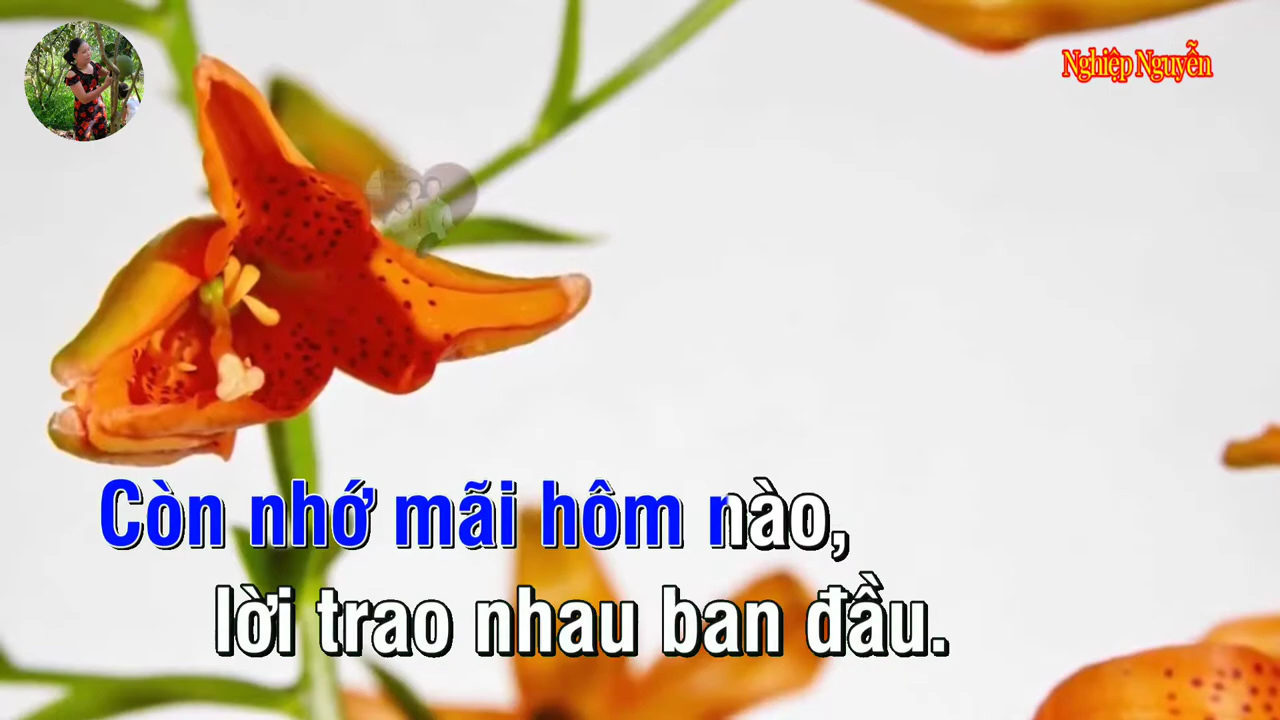 Nghiệp Nguyễn
Còn nhớ mãi hôm nào,
lời trao nhau ban đầu.